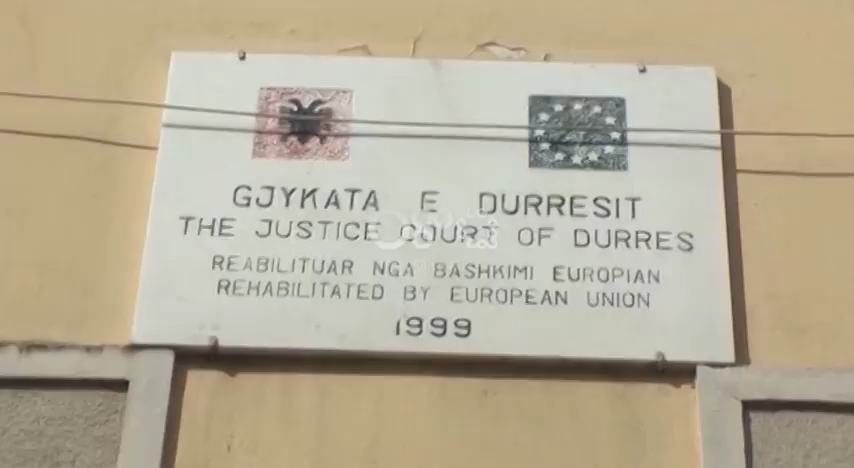 GJYKATA E DURRESIT
THE JUSTICE COURT OF DURRES
REABILITUAR NGA BASHKIMI EUROPIAN
REHABILITATED BY EUROPEAN UNION
1999